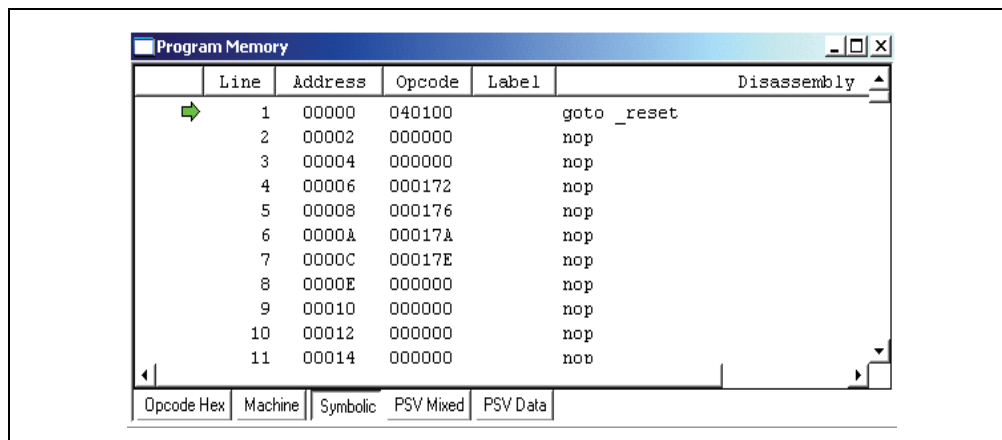 Program Memory
Line Address Opcode Label Disassembly
1 00000 040100 goto _reset
2 00002 000000 nop
3 00004 000000 nop
4 00006 000172 nop
5 00008 000176 nop
6 0000A 00017A nop
7 0000C 00017E nop
8 0000E 000000 nop
9 00010 000000 nop
10 00012 000000 nop
11 00014 000000 nop
Opcode Hex Machine Symbolic PSV Mixed PSV Data